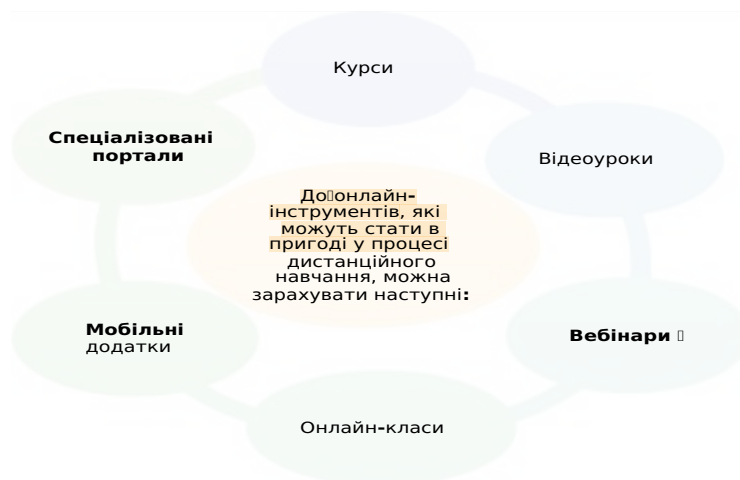 Курси
Відеоуроки
Вебінари
Онлайн-класи
Мобільні
додатки
Спеціалізовані
портали
До онлайн-
інструментів, які
можуть стати в
пригоді у процесі
дистанційного
навчання, можна
зарахувати наступні: